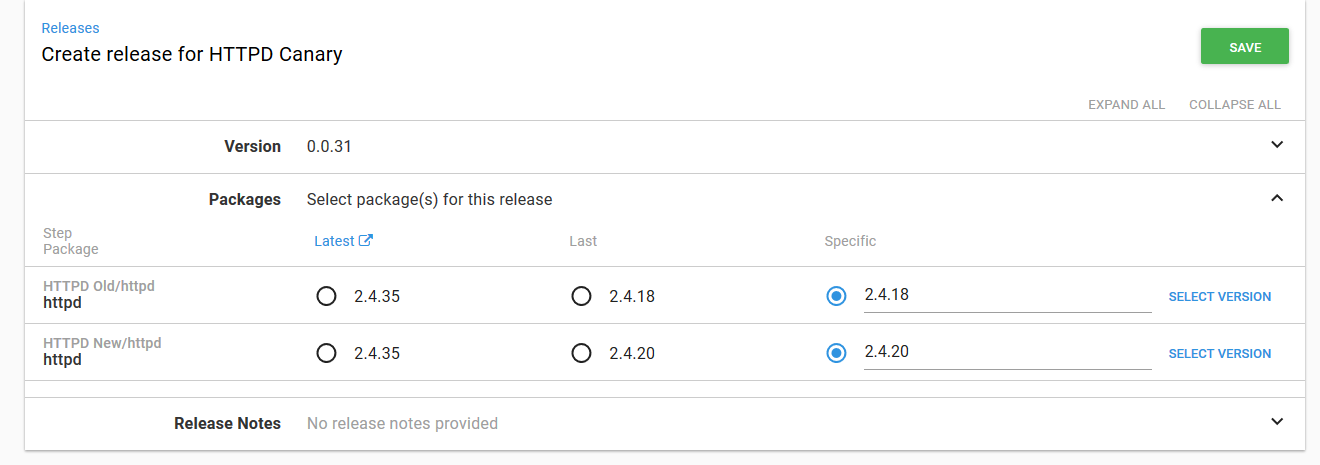 Releases
Create release for HTTPD Canary
SAVE
EXPAND ALL COLLAPSE ALL
Version 0.0.31
Packages Select package(s) for this release
Step
Package
Latest Last Specific
HTTPD Old/httpd
httpd
2.4.35 2.4.18 2.4.18 SELECT VERSION
HTTPD New/httpd
httpd
2.4.35 2.4.20 2.4.20 SELECT VERSION
Release Notes No release notes provided